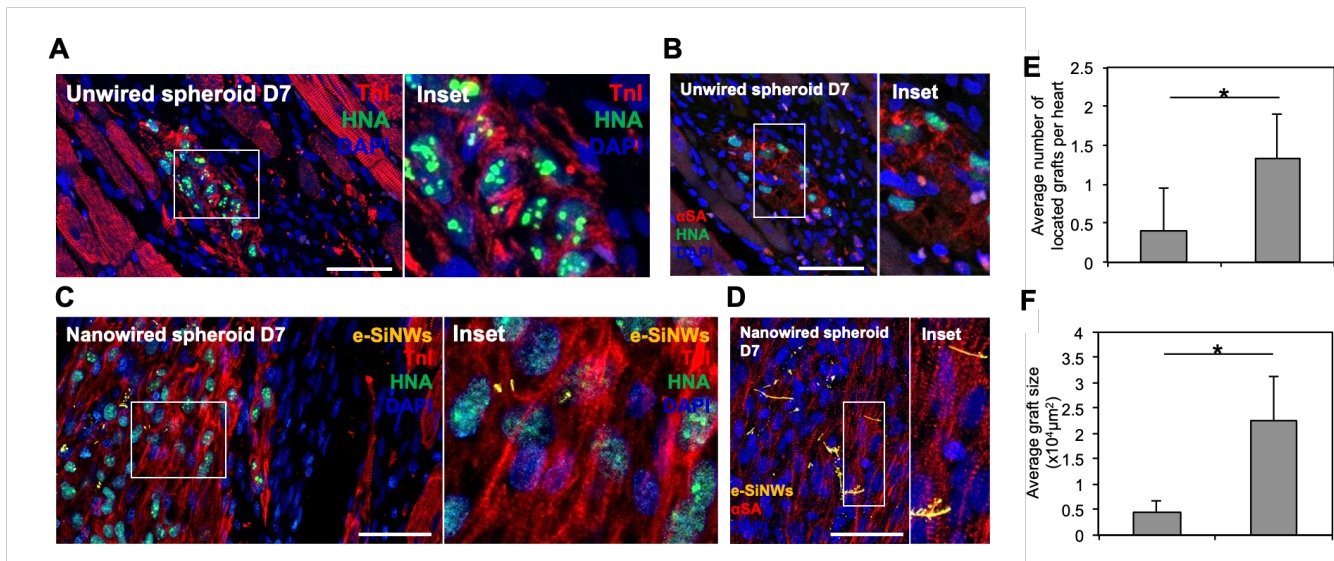 A
Unwired spheroid D7
TnI
HNA
DAPI
Inset
TnI
HNA
DAPI
B
Unwired spheroid D7
αSA
HNA
DAPI
Inset
C
Nanowired spheroid D7
e-SiNWs
TnI
HNA
DAPI
Inset
e-SiNWs
TnI
HNA
DAPI
D
Nanowired spheroid
D7
e-SiNWs
αSA
DAPI
Inset
E
Average number of
located grafts per heart
2.5
2
1.5
1
0.5
0
*
F
Average graft size
(x10⁴µm²)
4
3.5
3
2.5
2
1.5
1
0.5
0
*